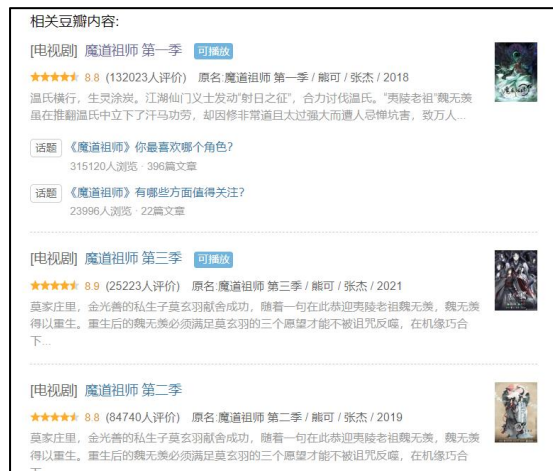 相关豆瓣内容:
[电视剧] 魔道祖师 第一季 可播放
8.8 (132023人评价) 原名:魔道祖师 第一季 / 熊可 / 张杰 / 2018
温氏横行，生灵涂炭。江湖仙门义士发动“射日之征”，合力讨伐温氏。“夷陵老祖”魏无羡
虽在推翻温氏中立下了汗马功劳，却因修非常道且太过强大而遭人忌惮坑害，致万人...
话题 《魔道祖师》你最喜欢哪个角色？
315120人浏览 · 396篇文章
话题 《魔道祖师》有哪些方面值得关注？
23996人浏览 · 22篇文章
[电视剧] 魔道祖师 第三季 可播放
8.9 (25223人评价) 原名:魔道祖师 第三季 / 熊可 / 张杰 / 2021
莫家庄里，金光善的私生子莫玄羽献舍成功，随着一句在此恭迎夷陵老祖魏无羡，魏无羡
得以重生。重生后的魏无羡必须满足莫玄羽的三个愿望才能不被诅咒反噬，在机缘巧合
下...
[电视剧] 魔道祖师 第二季
8.8 (84740人评价) 原名:魔道祖师 第二季 / 熊可 / 张杰 / 2019
莫家庄里，金光善的私生子莫玄羽献舍成功，随着一句在此恭迎夷陵老祖魏无羡，魏无羡
得以重生。重生后的魏无羡必须满足莫玄羽的三个愿望才能不被诅咒反噬，在机缘巧合